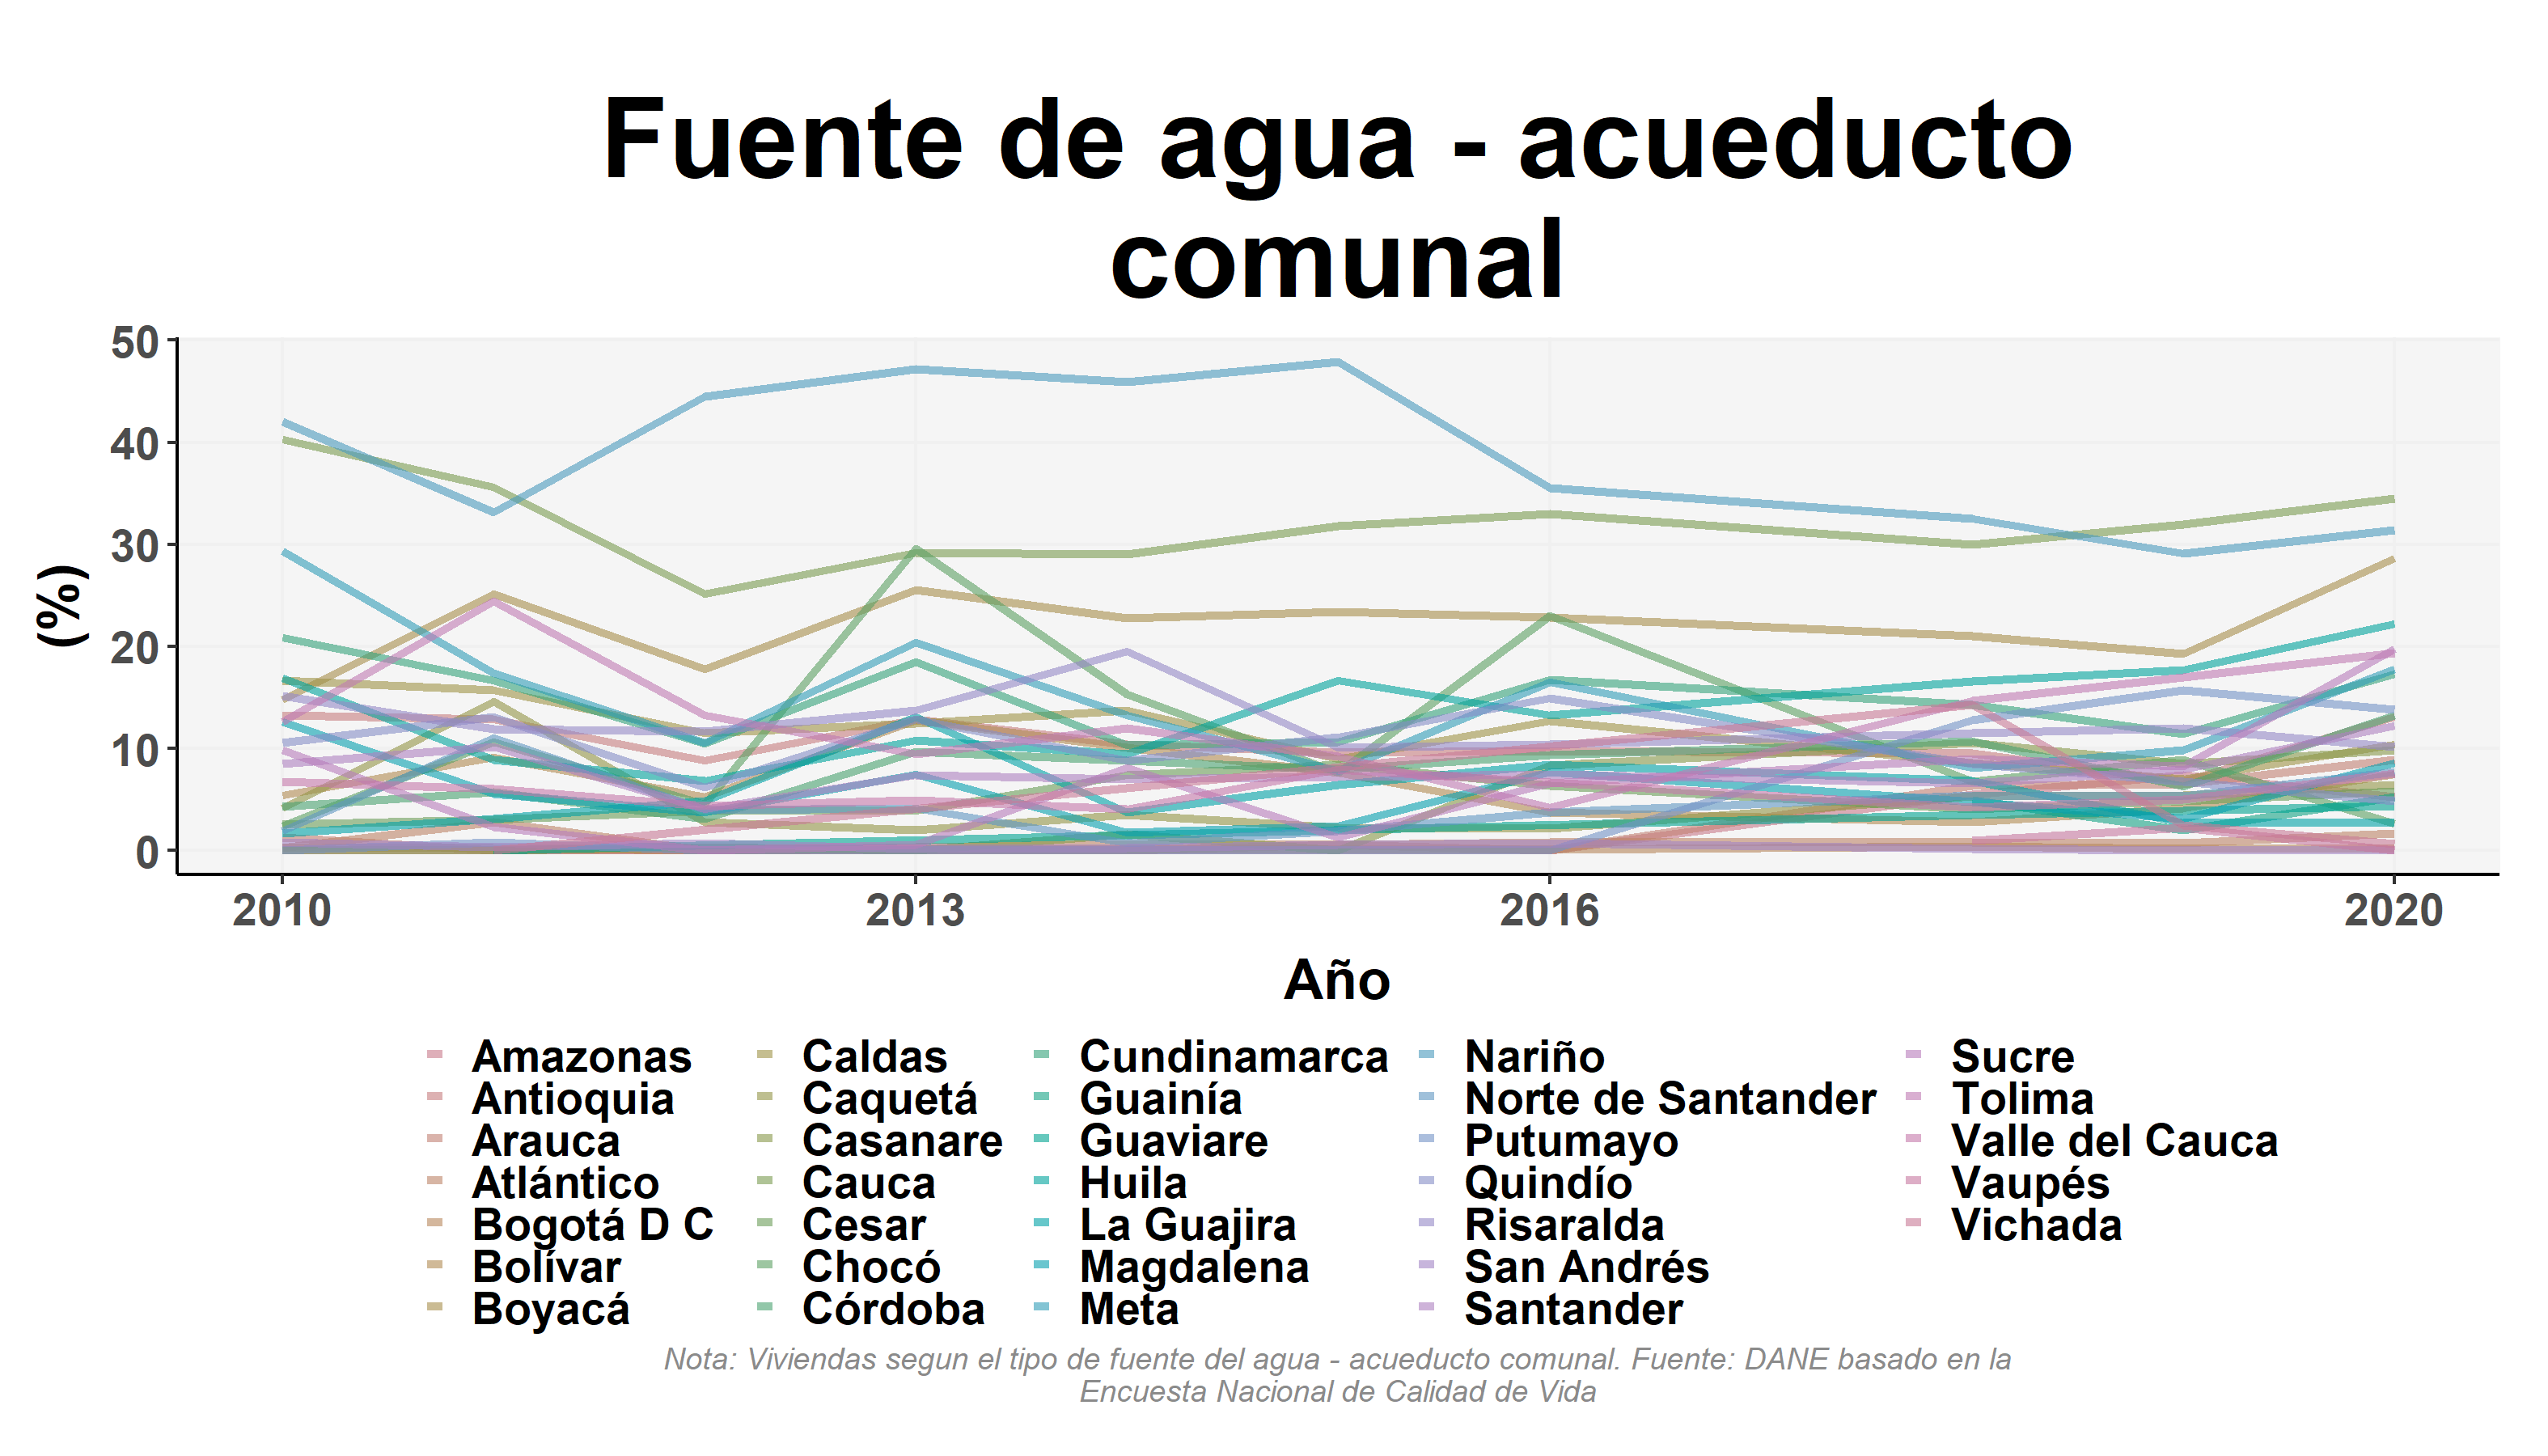 Fuente de agua - acueducto
comunal
50
40
30
20
10
0
(%)
2010
2013
2016
2020
Año
Amazonas
Antioquia
Arauca
Atlántico
Bogotá D C
Bolívar
Boyacá
Caldas
Caquetá
Casanare
Cauca
Cesar
Chocó
Córdoba
Cundinamarca
Guainía
Guaviare
Huila
La Guajira
Magdalena
Meta
Nariño
Norte de Santander
Putumayo
Quindío
Risaralda
San Andrés
Santander
Sucre
Tolima
Valle del Cauca
Vaupés
Vichada
Nota: Viviendas segun el tipo de fuente del agua - acueducto comunal. Fuente: DANE basado en la
Encuesta Nacional de Calidad de Vida